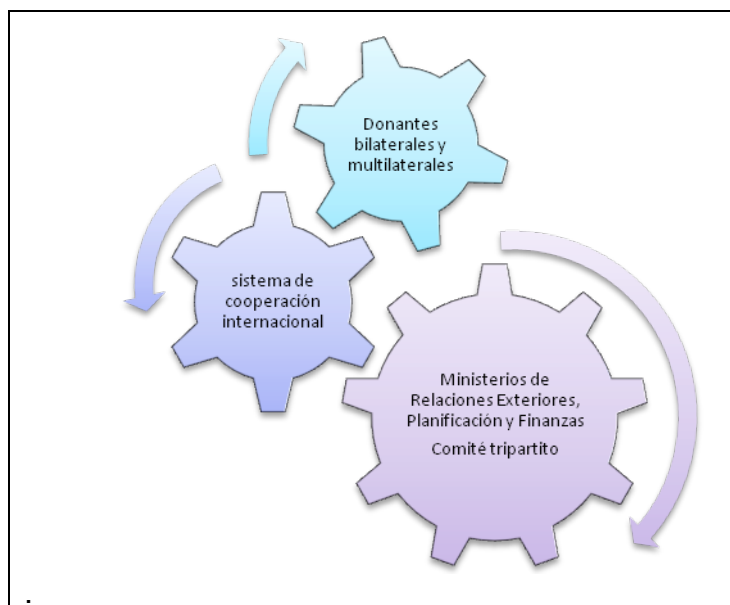 Donantes
bilaterales y
multilaterales
sistema de
cooperación
internacional
Ministerios de
Relaciones Exteriores,
Planificación y Finanzas
Comité tripartito
.